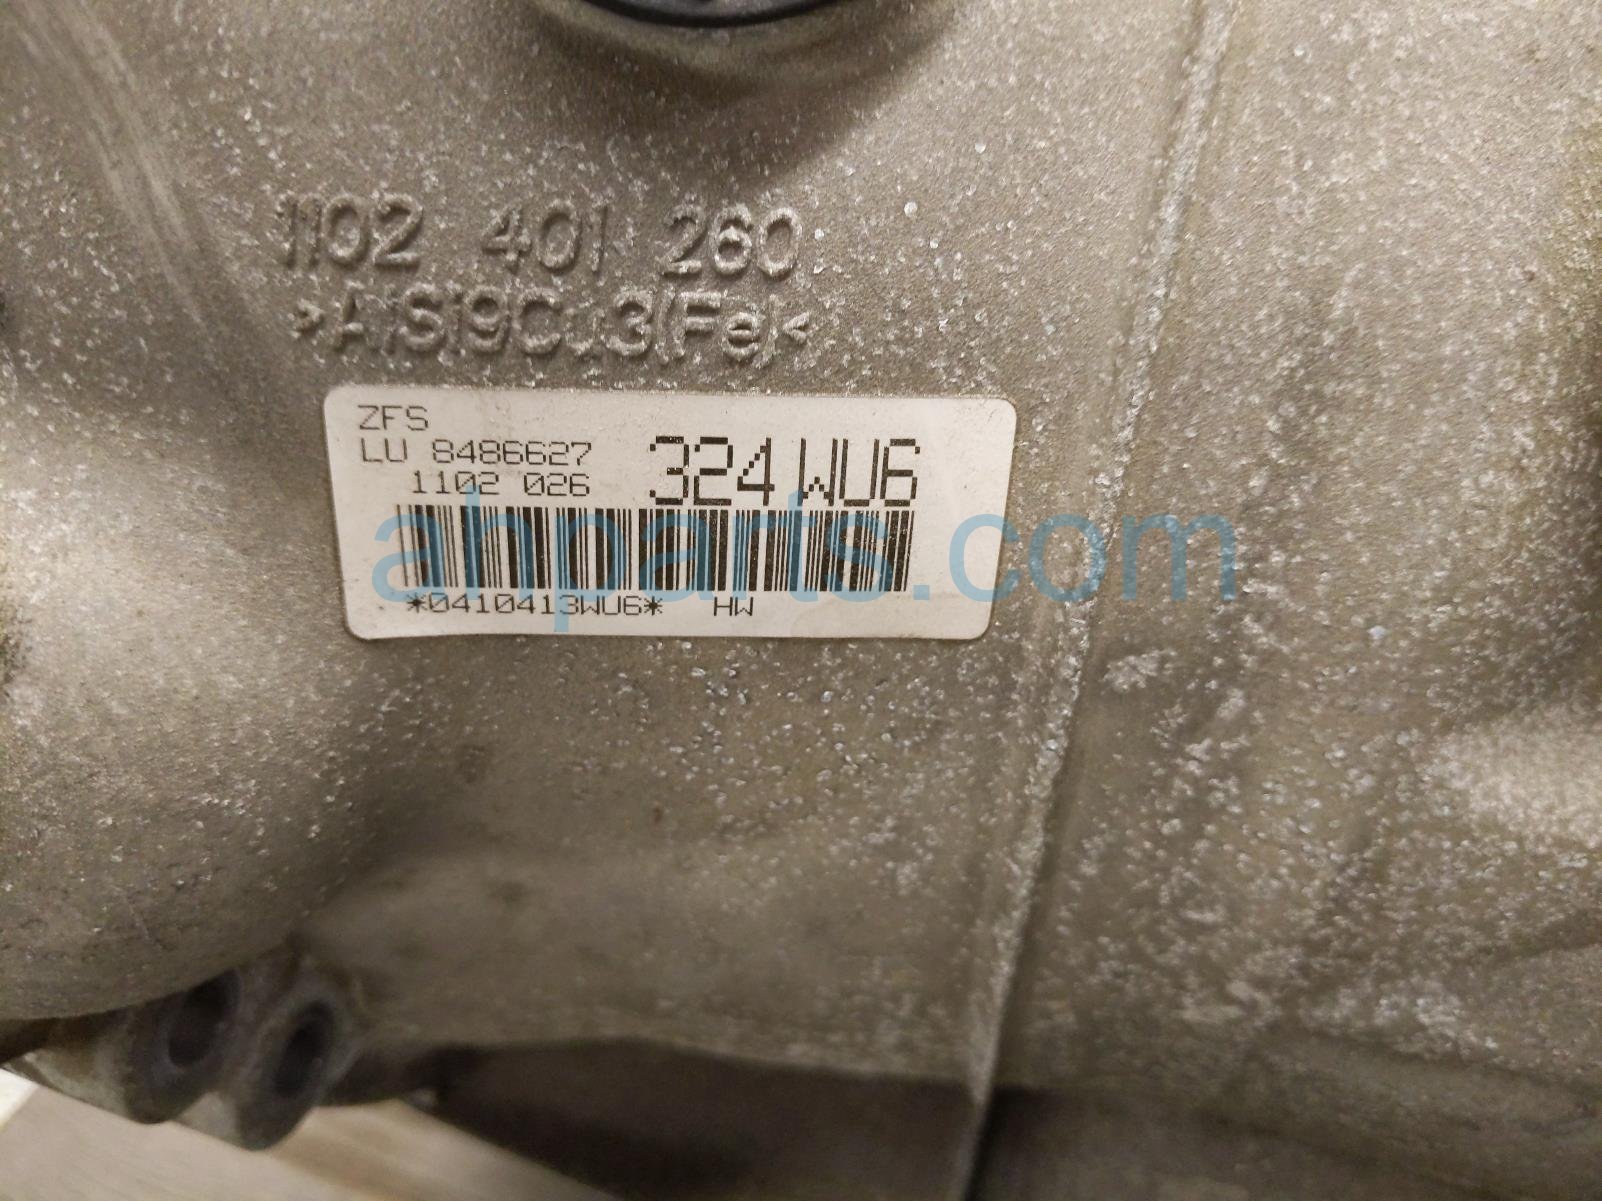 1102 401 260
>AlSi9Cu3(Fe)<
ZFS
LU 8486627
1102 026
324 WU6
*0410413WU6* HW
ahparts.com